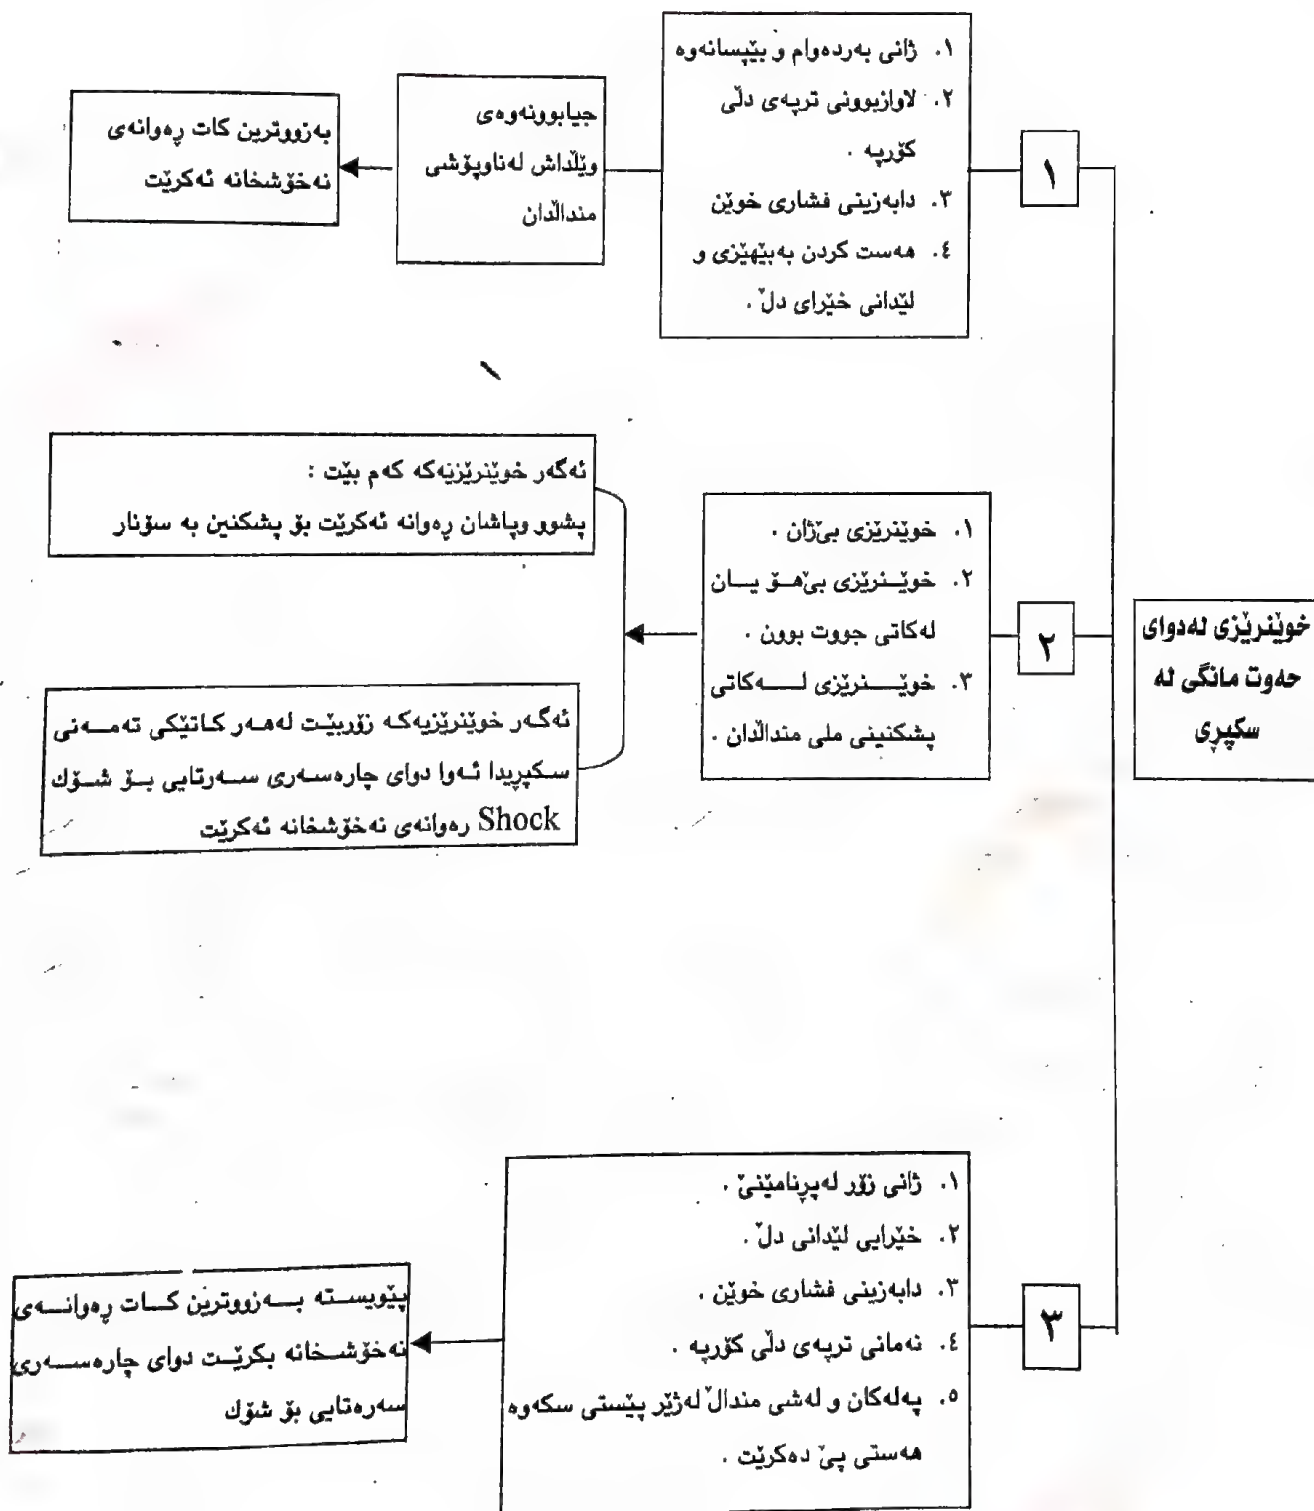 خوێنرێژی لەدوای
حەوت مانگی لە
سکپڕی
١
١. ژانی بەردەوام و بێپسانەوە
٢. لاوازبوونی ترپەی دڵی
کۆرپە .
٣. دابەزینی فشاری خوێن
٤. هەست کردن بەبێهێزی و
لێدانی خێرای دڵ .
جیابوونەوەی
وێڵداش لەناوپۆشی
منداڵدان
بەزووترین کات ڕەوانەی
نەخۆشخانە ئەکرێت
٢
١. خوێنرێژی بێژان .
٢. خوێنرێژی بێهۆ یان
لەکاتی جووت بوون .
٣. خوێنرێژی لەکاتی
پشکنینی ملی منداڵدان .
ئەگەر خوێنرێژیەکە کەم بێت :
پشوو وپاشان ڕەوانە ئەکرێت بۆ پشکنین بە سۆنار
ئەگەر خوێنرێژیەکە زۆربێت لەهەر کاتێکی تەمەنی
سکپڕیدا ئەوا دوای چارەسەری سەرتایی بۆ شۆك
Shock رەوانەی نەخۆشخانە ئەکرێت
٣
١. ژانی زۆر لەپڕنامێنێ .
٢. خێرایی لێدانی دڵ .
٣. دابەزینی فشاری خوێن .
٤. نەمانی ترپەی دڵی کۆرپە .
٥. پەلەکان و لەشی منداڵ لەژێر پێستی سکەوە
هەستی پێ دەکرێت .
پێویستە بەزووترین کات ڕەوانەی
نەخۆشخانە بکرێت دوای چارەسەری
سەرەتایی بۆ شۆك